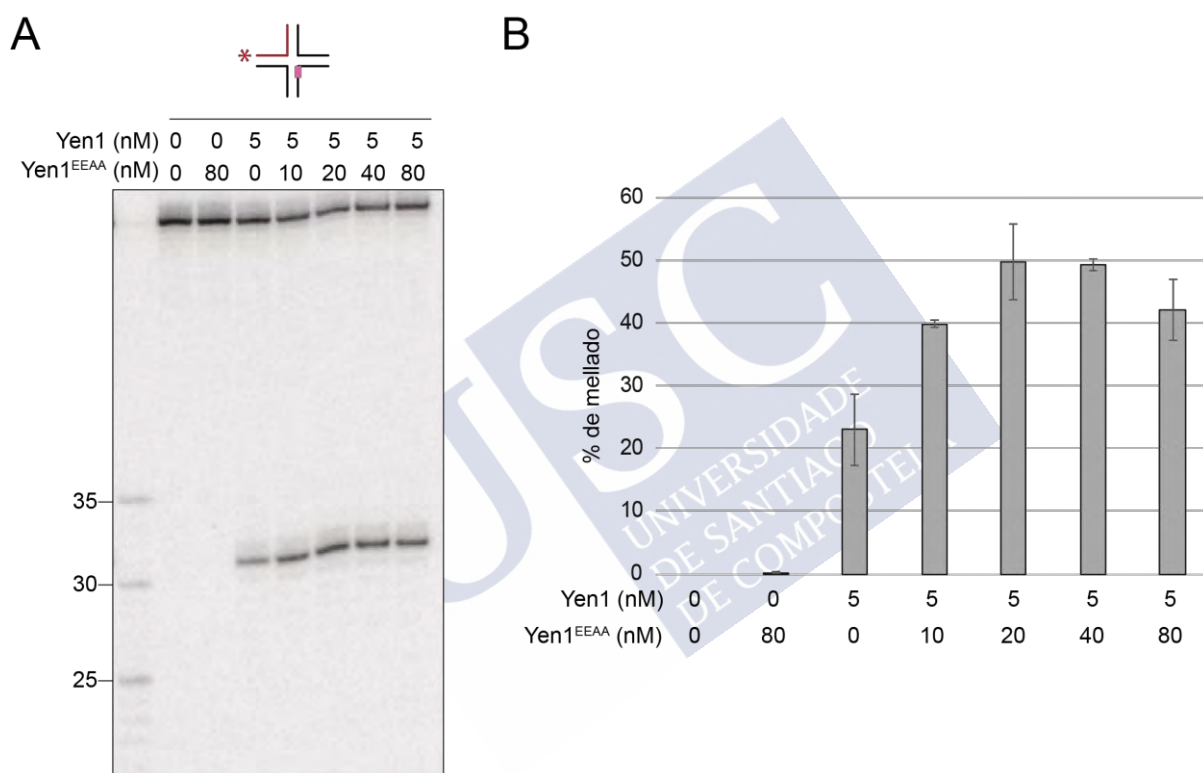 A
*
Yen1 (nM) 0 0 5 5 5 5 5
Yen1EEAA (nM) 0 80 0 10 20 40 80
35
30
25
B
% de mellado
60
50
40
30
20
10
0
Yen1 (nM) 0 0 5 5 5 5 5
Yen1EEAA (nM) 0 80 0 10 20 40 80
USC
UNIVERSIDADE
DE SANTIAGO
DE COMPOSTELA